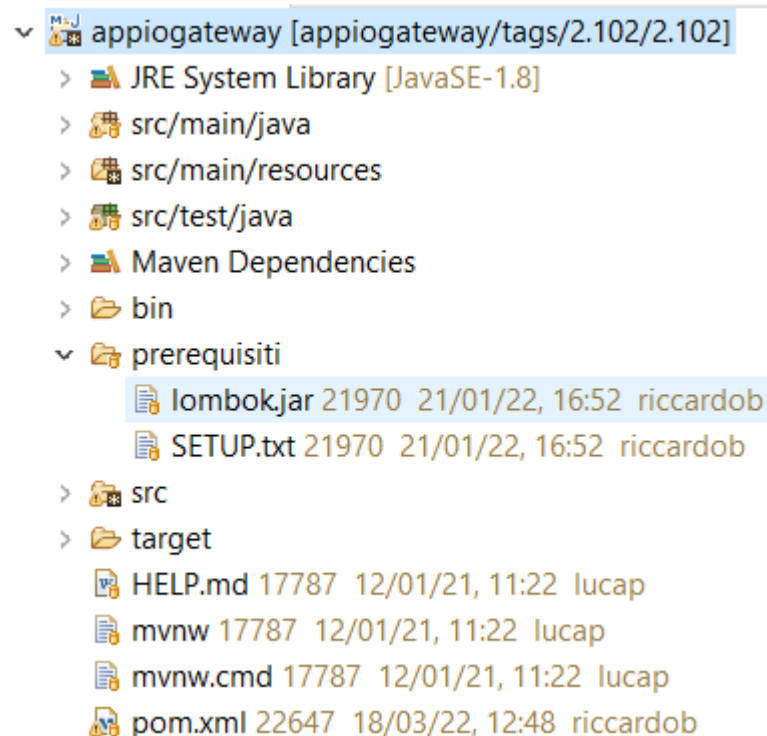 appiogateway [appiogateway/tags/2.102/2.102]
JRE System Library [JavaSE-1.8]
src/main/java
src/main/resources
src/test/java
Maven Dependencies
bin
prerequisiti
lombok.jar 21970 21/01/22, 16:52 riccardob
SETUP.txt 21970 21/01/22, 16:52 riccardob
src
target
HELP.md 17787 12/01/21, 11:22 lucap
mvnw 17787 12/01/21, 11:22 lucap
mvnw.cmd 17787 12/01/21, 11:22 lucap
pom.xml 22647 18/03/22, 12:48 riccardob